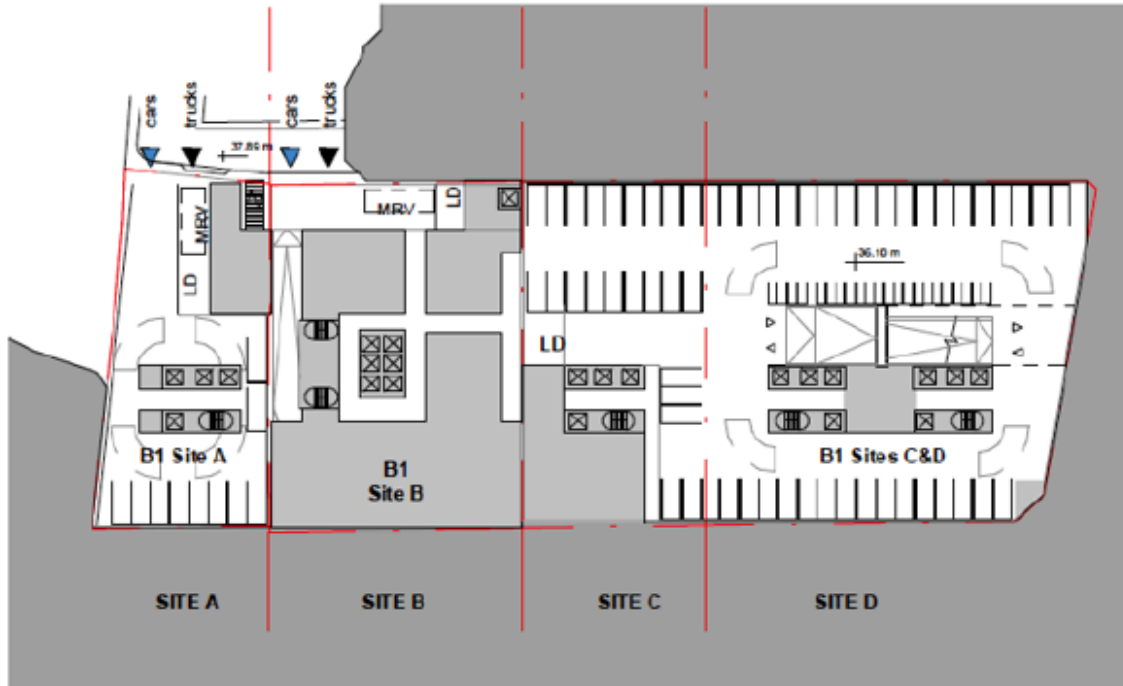 cars
trucks
cars
trucks
37.85 m
MRV
LD
MRV
LD
36.10 m
LD
B1 Site A
B1
Site B
B1 Sites C&D
SITE A
SITE B
SITE C
SITE D